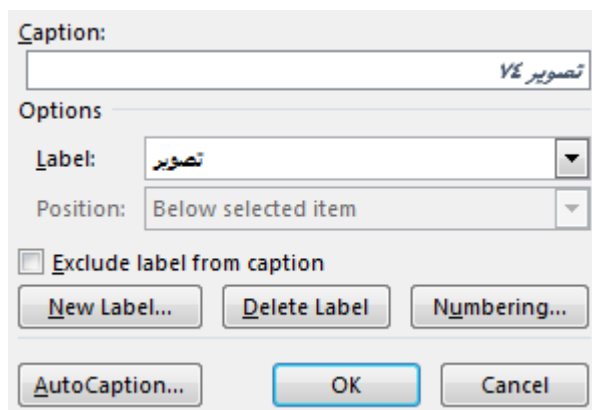 Caption:
تصویر ٧٤
Options
Label: تصویر
Position: Below selected item
Exclude label from caption
New Label... Delete Label Numbering...
AutoCaption... OK Cancel